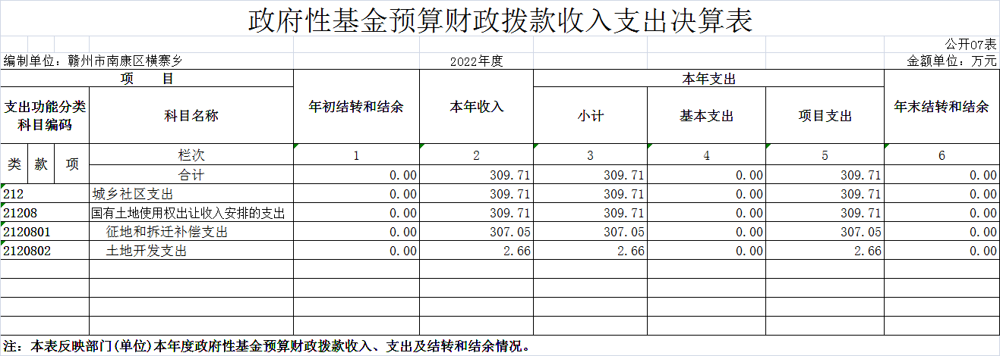 政府性基金预算财政拨款收入支出决算表
公开07表
编制单位：赣州市南康区横寨乡 2022年度 金额单位：万元
项 目 年初结转和结余 本年收入 本年支出 年末结转和结余
支出功能分类科目编码 科目名称 小计 基本支出 项目支出
类 款 项 栏次 1 2 3 4 5 6
合计 0.00 309.71 309.71 0.00 309.71 0.00
212 城乡社区支出 0.00 309.71 309.71 0.00 309.71 0.00
21208 国有土地使用权出让收入安排的支出 0.00 309.71 309.71 0.00 309.71 0.00
2120801 征地和拆迁补偿支出 0.00 307.05 307.05 0.00 307.05 0.00
2120802 土地开发支出 0.00 2.66 2.66 0.00 2.66 0.00
注：本表反映部门(单位)本年度政府性基金预算财政拨款收入、支出及结转和结余情况。